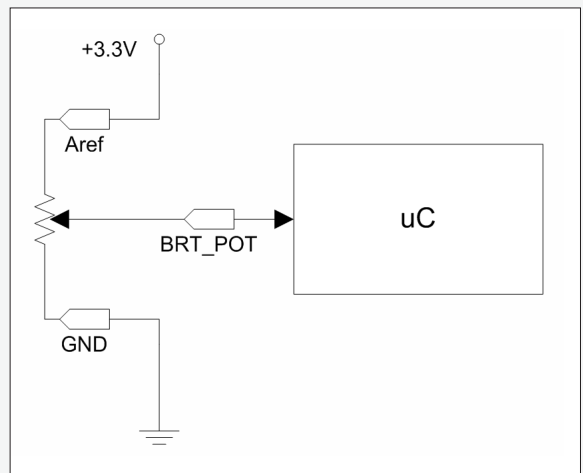 +3.3V
Aref
uC
BRT_POT
GND